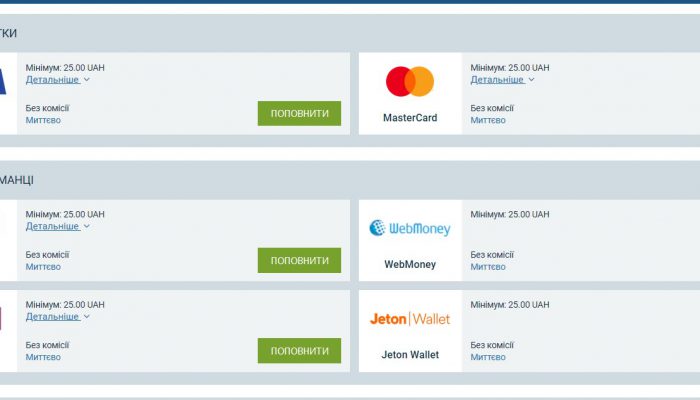 Мінімум: 25.00 UAH
Детальніше
Без комісії
Миттєво
ПОПОВНИТИ
MasterCard
Мінімум: 25.00 UAH
Детальніше
Без комісії
Миттєво
Мінімум: 25.00 UAH
Детальніше
Без комісії
Миттєво
ПОПОВНИТИ
WebMoney
WebMoney
Мінімум: 25.00 UAH
Без комісії
Миттєво
Мінімум: 25.00 UAH
Детальніше
Без комісії
Миттєво
ПОПОВНИТИ
Jeton|Wallet
Jeton Wallet
Мінімум: 25.00 UAH
Без комісії
Миттєво